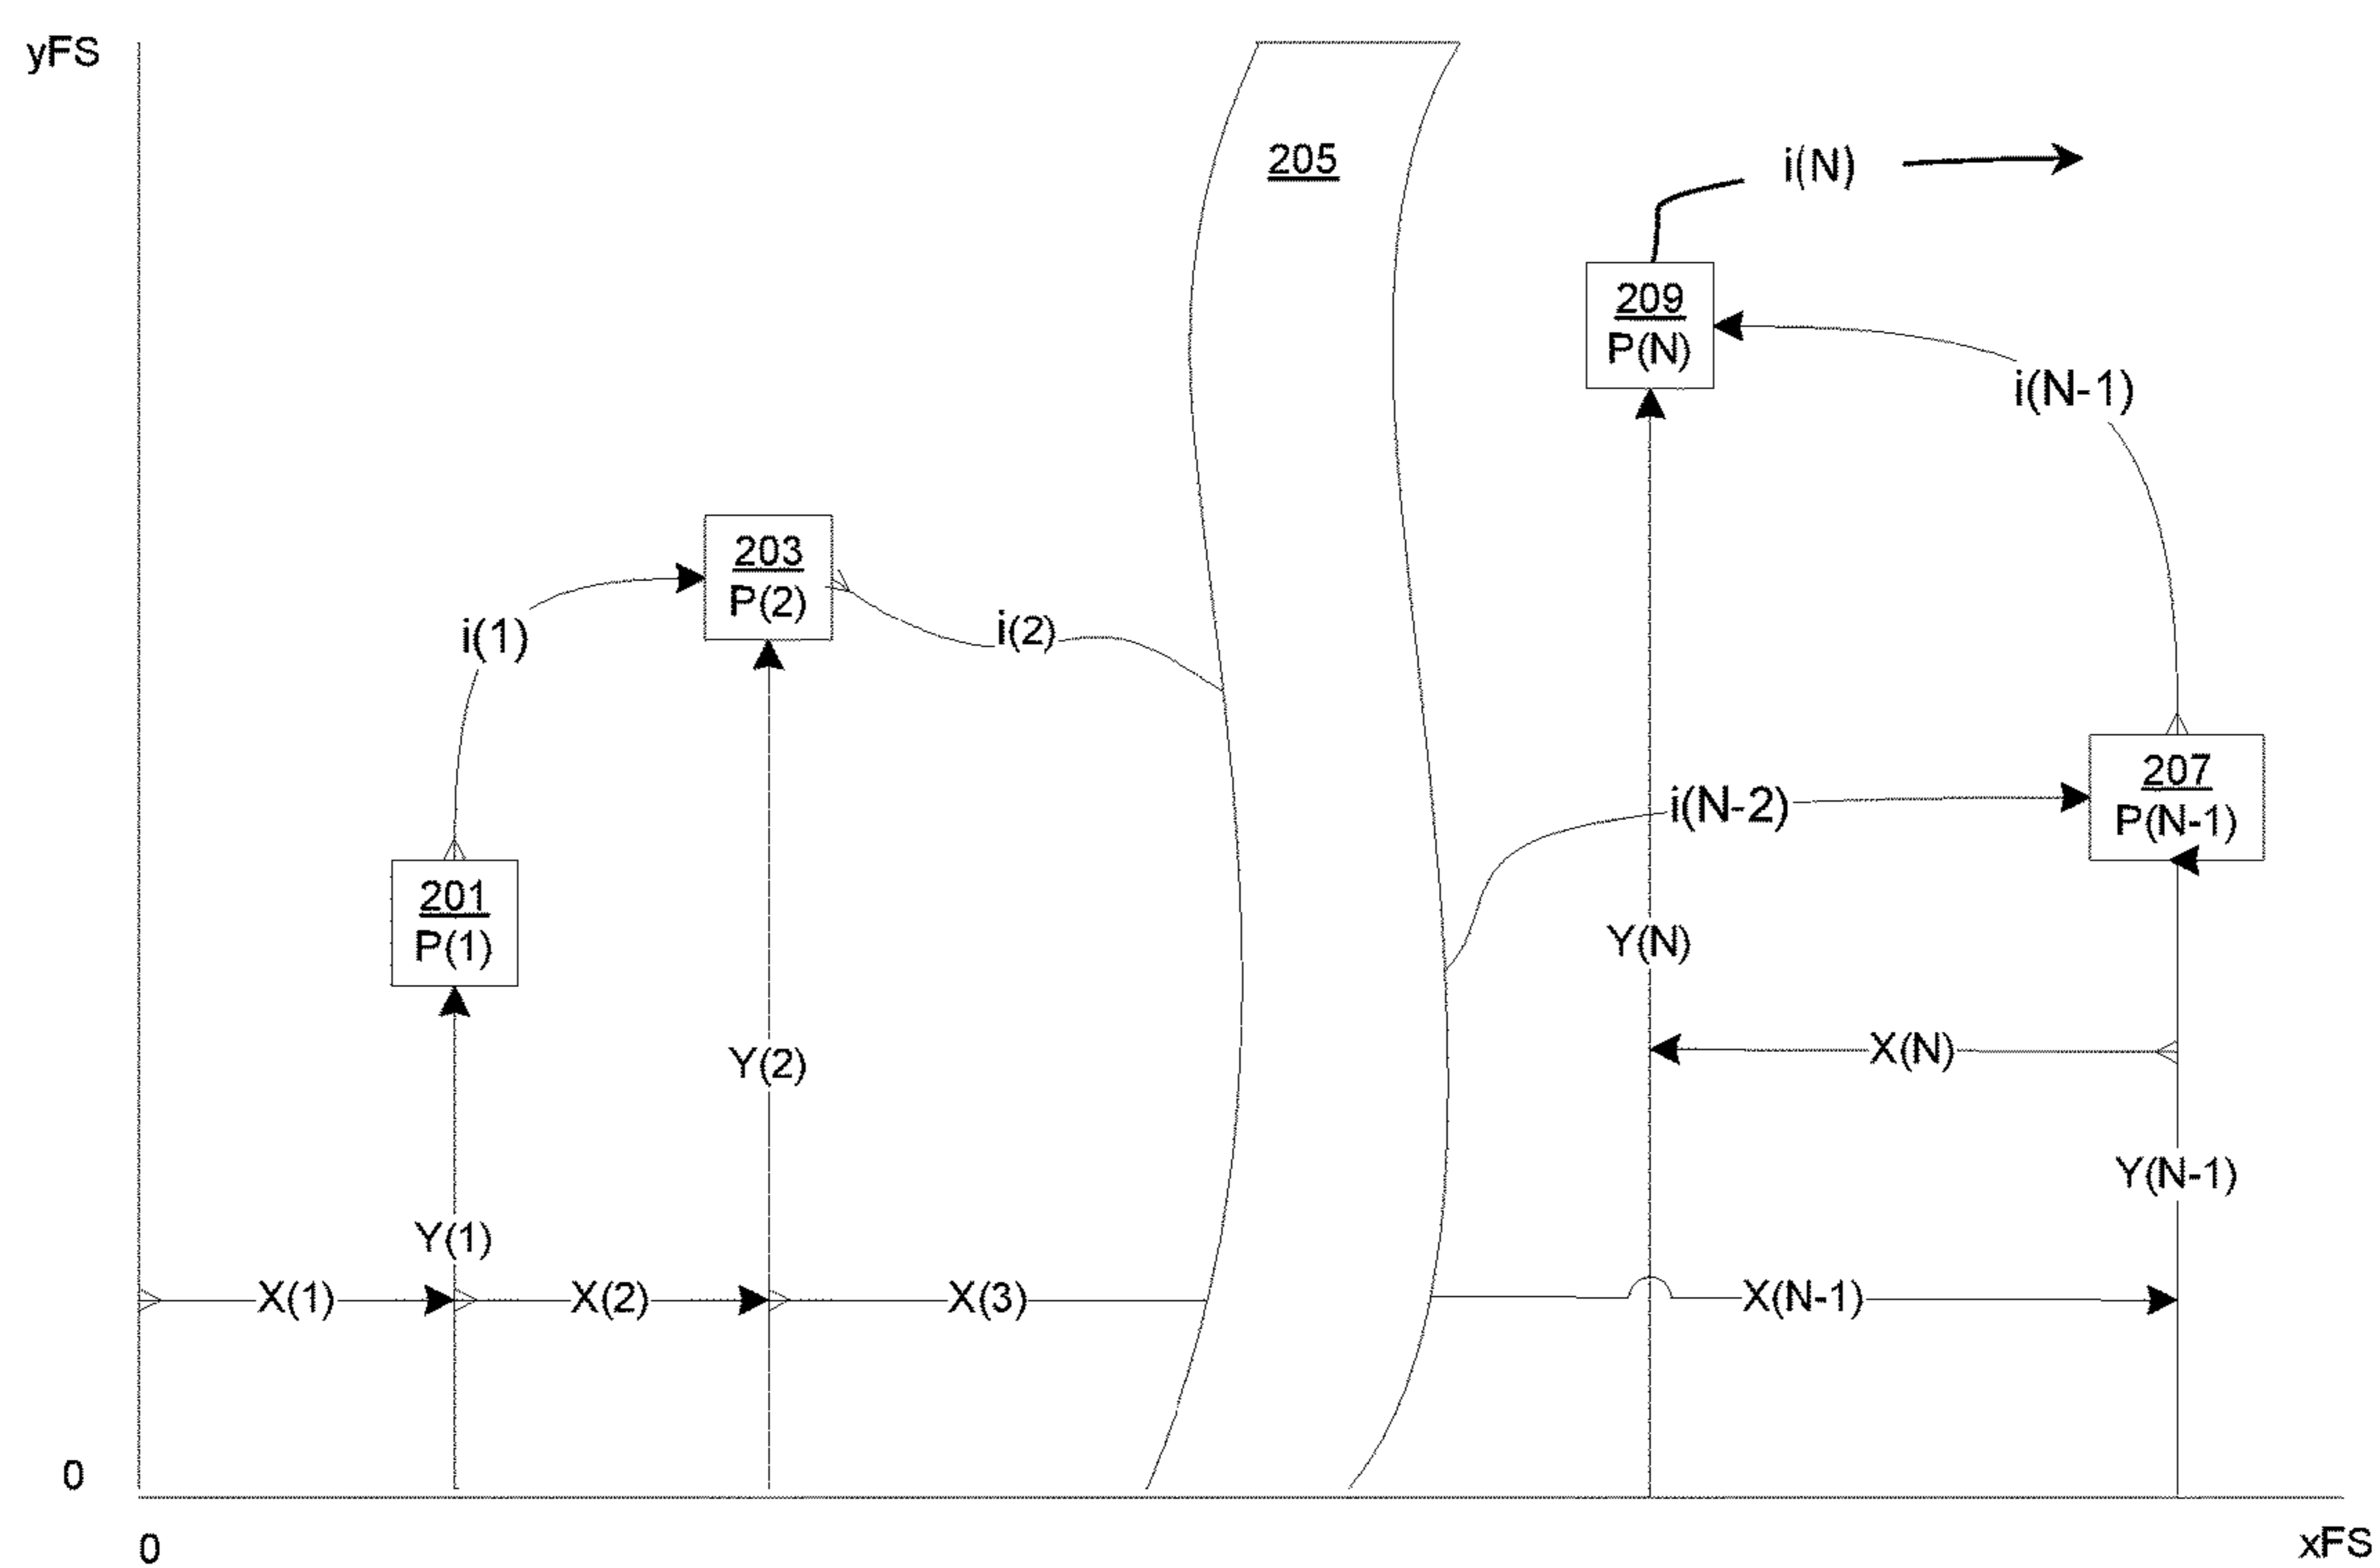 yFS
205
i(N)
209
P(N)
i(N-1)
203
P(2)
i(1)
i(2)
207
P(N-1)
i(N-2)
201
P(1)
Y(N)
Y(2)
X(N)
Y(N-1)
Y(1)
X(1)
X(2)
X(3)
X(N-1)
0
0
xFS